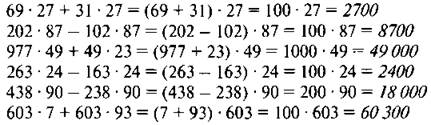 69 · 27 + 31 · 27 = (69 + 31) · 27 = 100 · 27 = 2700
202 · 87 − 102 · 87 = (202 − 102) · 87 = 100 · 87 = 8700
977 · 49 + 49 · 23 = (977 + 23) · 49 = 1000 · 49 = 49 000
263 · 24 − 163 · 24 = (263 − 163) · 24 = 100 · 24 = 2400
438 · 90 − 238 · 90 = (438 − 238) · 90 = 200 · 90 = 18 000
603 · 7 + 603 · 93 = (7 + 93) · 603 = 100 · 603 = 60 300